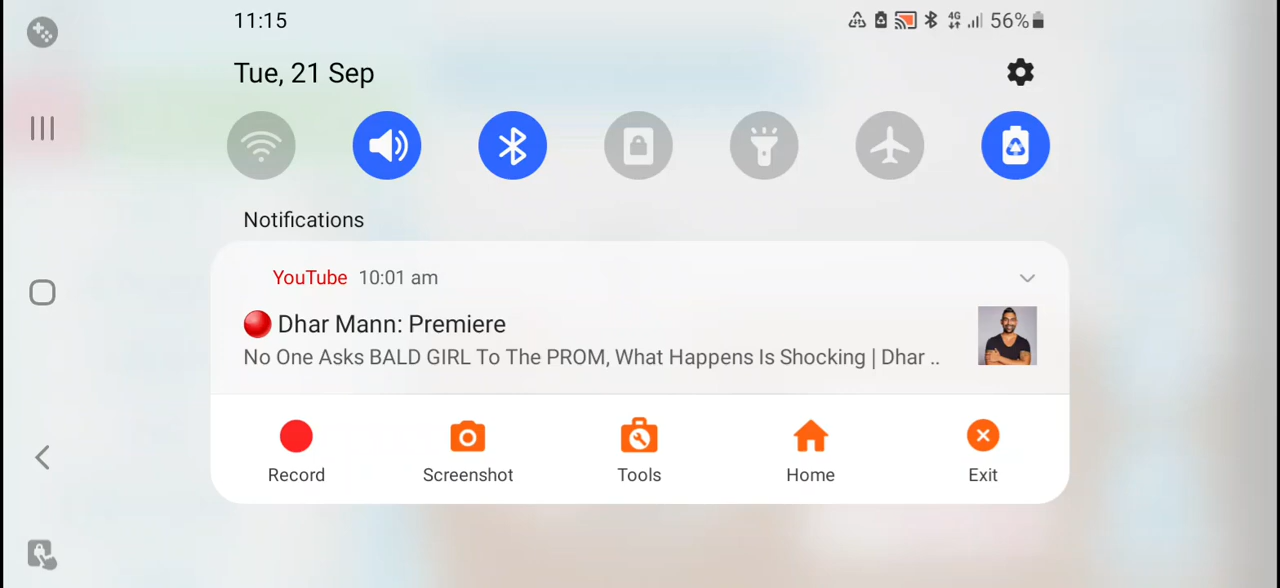 11:15
4G 56%
Tue, 21 Sep
Notifications
YouTube 10:01 am
Dhar Mann: Premiere
No One Asks BALD GIRL To The PROM, What Happens Is Shocking | Dhar ..
Record Screenshot Tools Home Exit